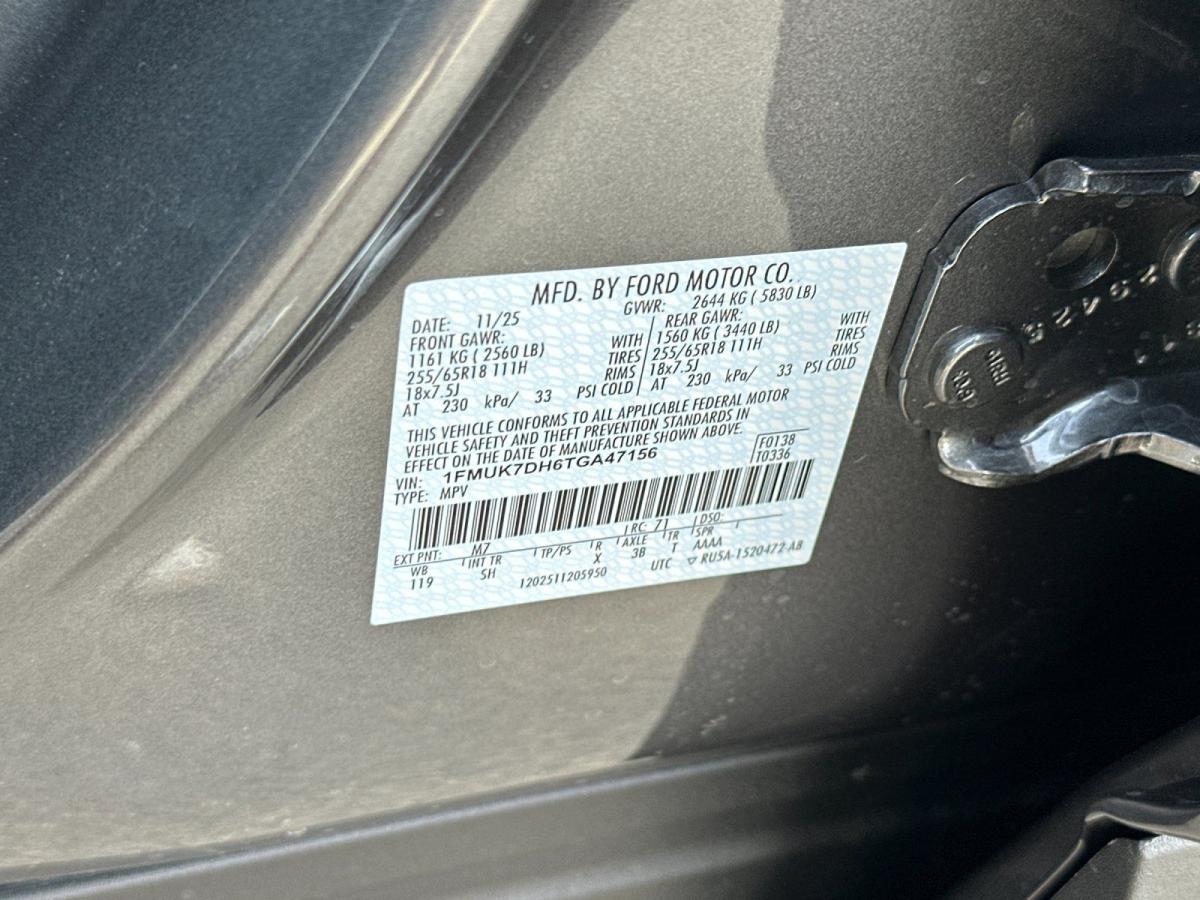 MFD. BY FORD MOTOR CO.
DATE: 11/25 GVWR: 2644 KG ( 5830 LB)
FRONT GAWR: REAR GAWR:
1161 KG ( 2560 LB) WITH 1560 KG ( 3440 LB) WITH
255/65R18 111H TIRES 255/65R18 111H TIRES
18x7.5J RIMS 18x7.5J RIMS
AT 230 kPa/ 33 PSI COLD AT 230 kPa/ 33 PSI COLD
THIS VEHICLE CONFORMS TO ALL APPLICABLE FEDERAL MOTOR
VEHICLE SAFETY AND THEFT PREVENTION STANDARDS IN
EFFECT ON THE DATE OF MANUFACTURE SHOWN ABOVE.
VIN: 1FMUK7DH6TGA47156 F0138
TYPE: MPV T0336
EXT PNT: M7 RC: 71 DSO:
WB INT TR TP/PS R AXLE TR SPR
119 SH X 3B T AAAA
1202511205950 UTC ▽ RU5A-1520472-AB